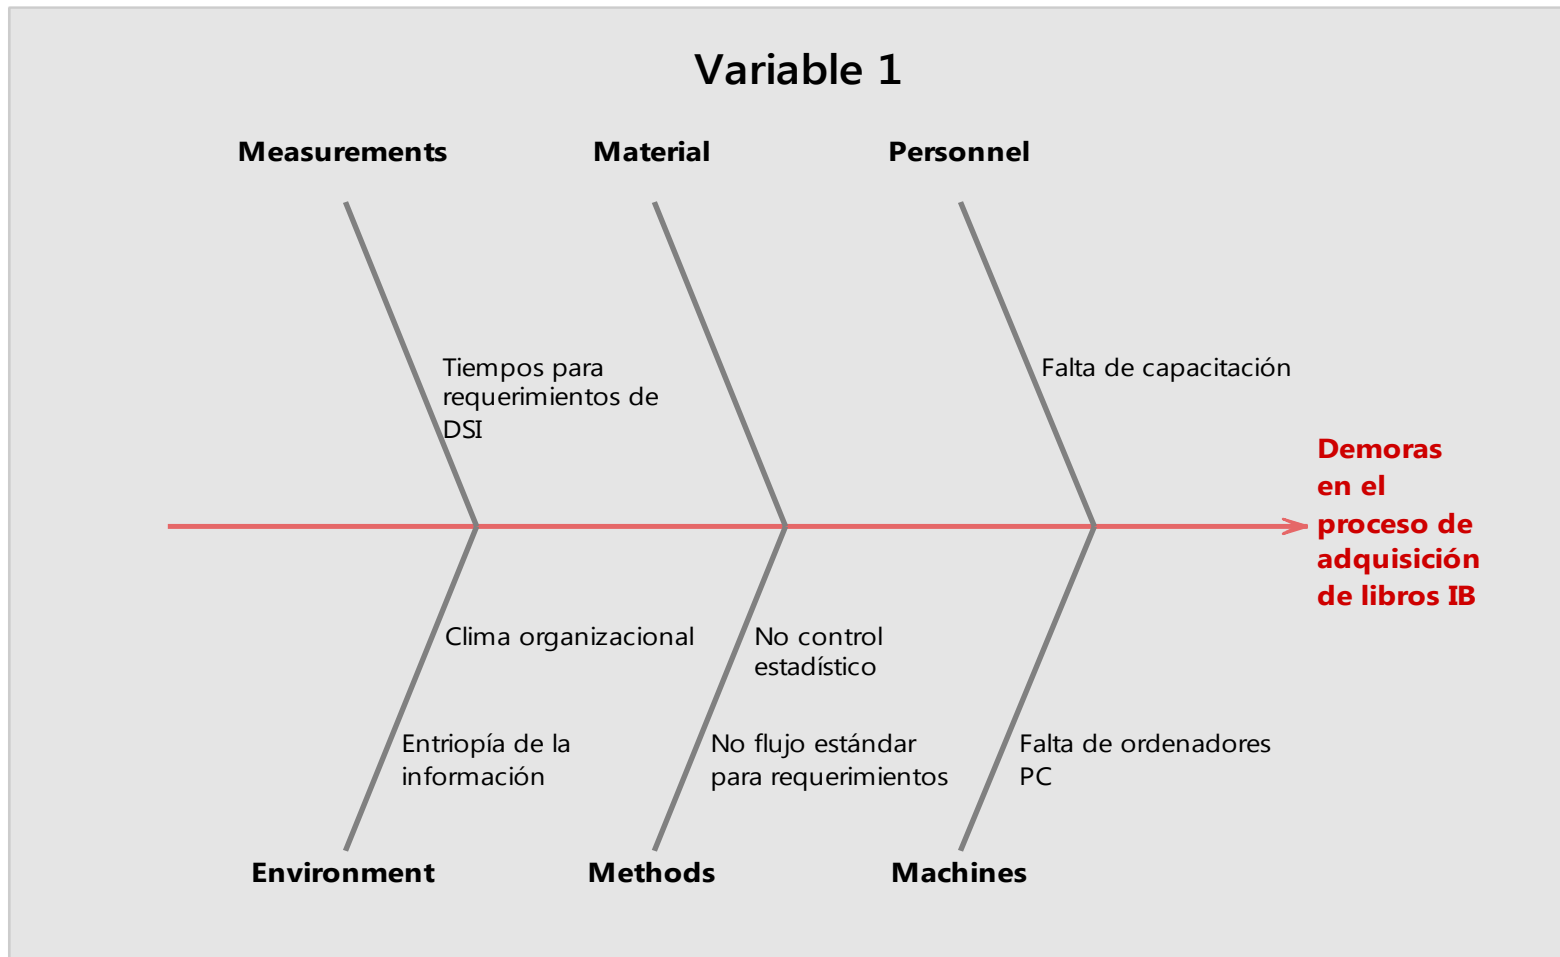 Variable 1
Measurements
Material
Personnel
Tiempos para
requerimientos de
DSI
Falta de capacitación
Demoras
en el
proceso de
adquisición
de libros IB
Clima organizacional
No control
estadístico
Entriopía de la
información
No flujo estándar
para requerimientos
Falta de ordenadores
PC
Environment
Methods
Machines